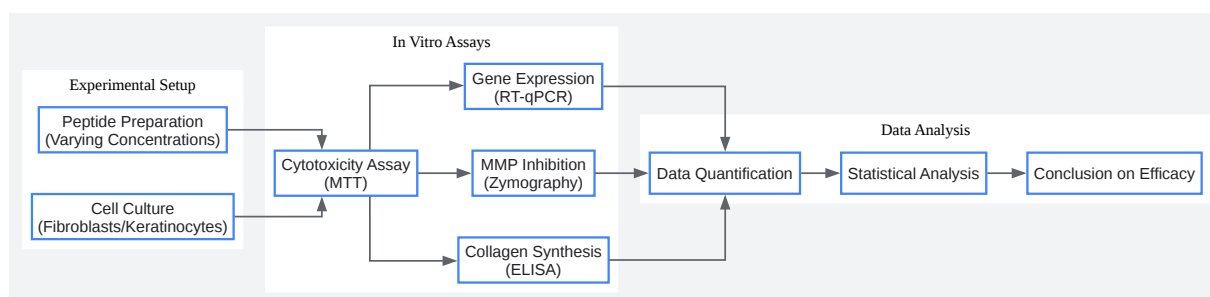 Experimental Setup
Peptide Preparation
(Varying Concentrations)
Cell Culture
(Fibroblasts/Keratinocytes)
In Vitro Assays
Cytotoxicity Assay
(MTT)
Gene Expression
(RT-qPCR)
MMP Inhibition
(Zymography)
Collagen Synthesis
(ELISA)
Data Analysis
Data Quantification
Statistical Analysis
Conclusion on Efficacy